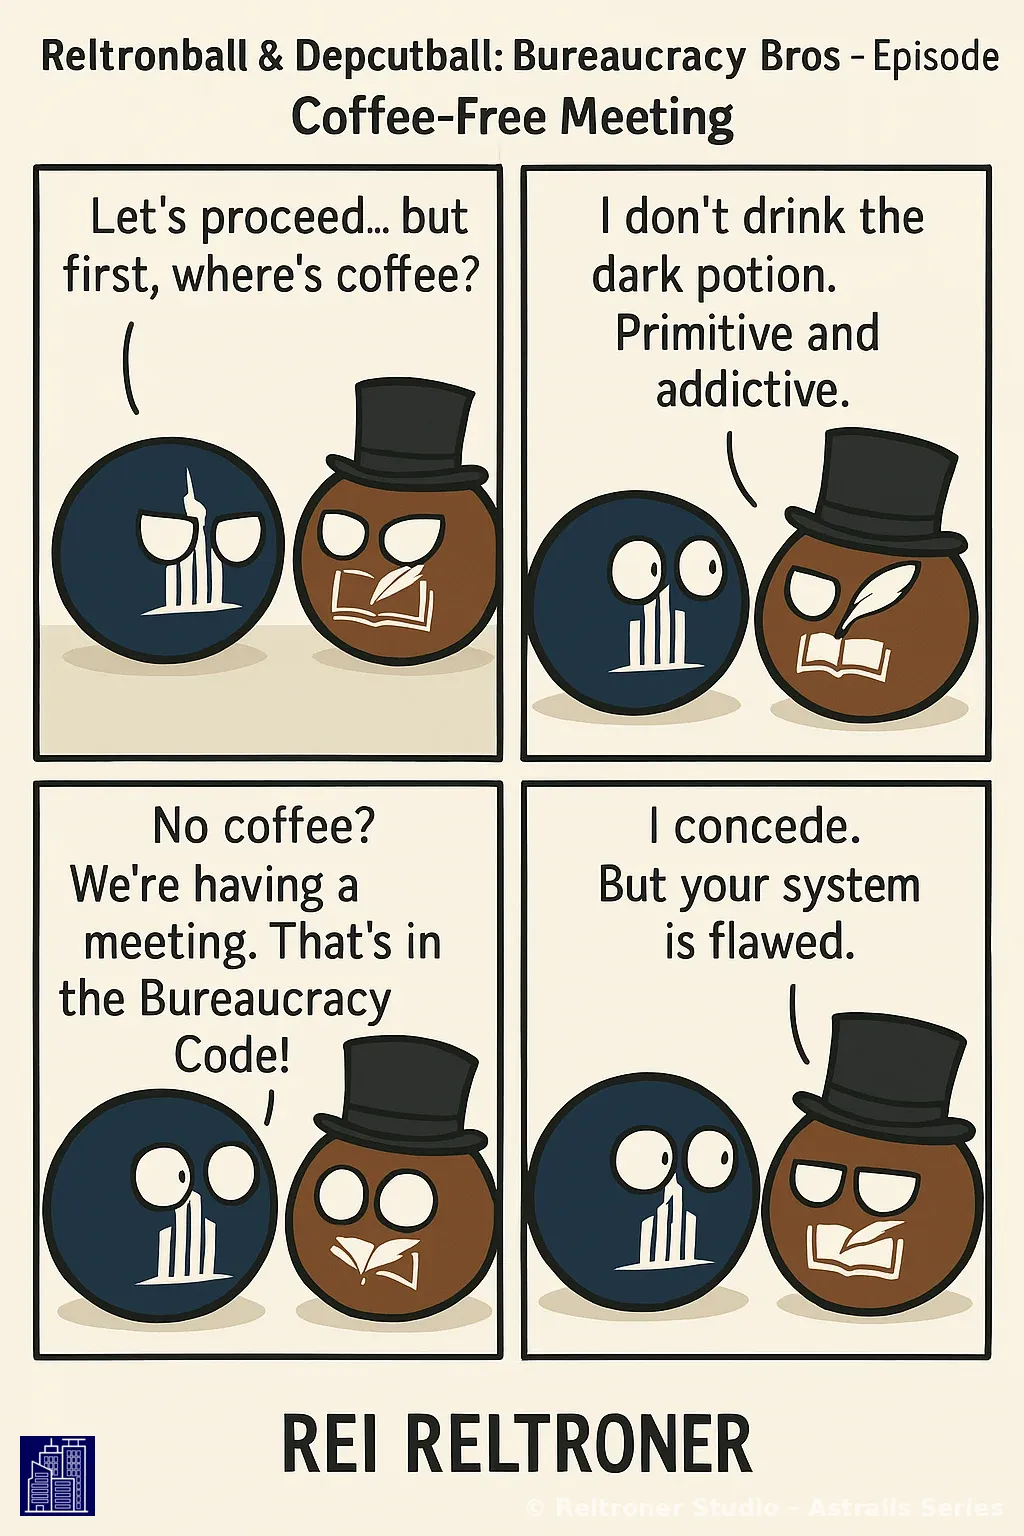 Reltronball & Depcutball: Bureaucracy Bros - Episode
Coffee-Free Meeting
Let's proceed... but
first, where's coffee?
I don't drink the
dark potion.
Primitive and
addictive.
No coffee?
We're having a
meeting. That's in
the Bureaucracy
Code!
I concede.
But your system
is flawed.
REI RELTRONER
© Reltroner Studio - Astralis Series